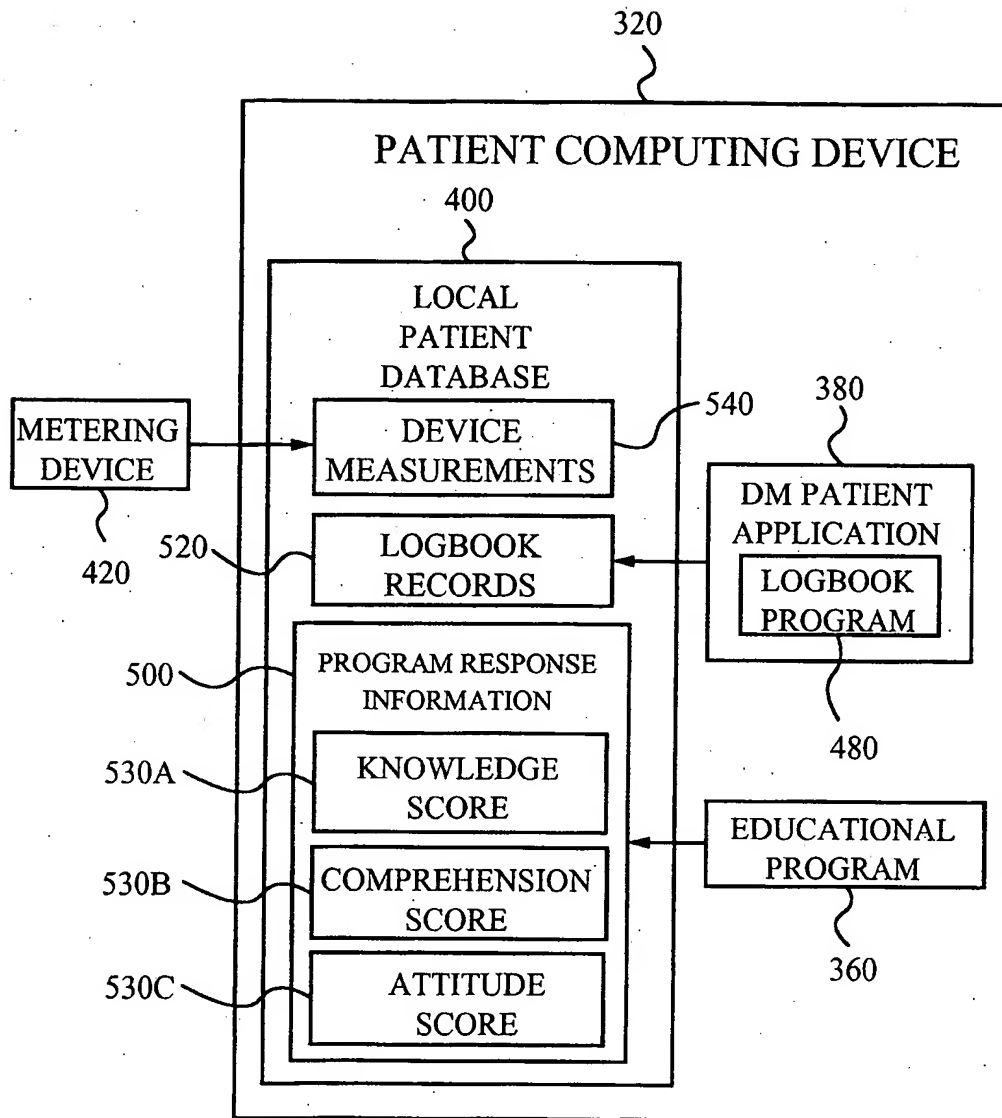 320
PATIENT COMPUTING DEVICE
400
LOCAL
PATIENT
DATABASE
METERING
DEVICE
420
DEVICE
MEASUREMENTS
540
520
LOGBOOK
RECORDS
380
DM PATIENT
APPLICATION
LOGBOOK
PROGRAM
480
500
PROGRAM RESPONSE
INFORMATION
530A
KNOWLEDGE
SCORE
530B
COMPREHENSION
SCORE
530C
ATTITUDE
SCORE
EDUCATIONAL
PROGRAM
360